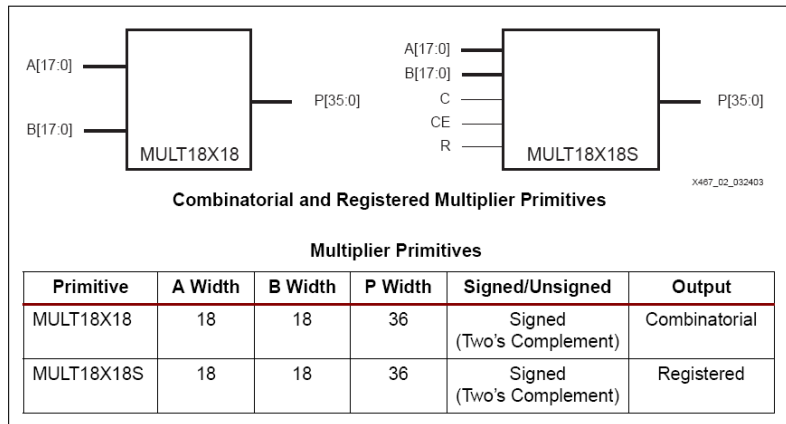 A[17:0]
B[17:0]
P[35:0]
MULT18X18
A[17:0]
B[17:0]
C
CE
R
P[35:0]
MULT18X18S
X467_02_032403
Combinatorial and Registered Multiplier Primitives
Multiplier Primitives
Primitive A Width B Width P Width Signed/Unsigned Output
MULT18X18 18 18 36 Signed Combinatorial
(Two's Complement)
MULT18X18S 18 18 36 Signed Registered
(Two's Complement)